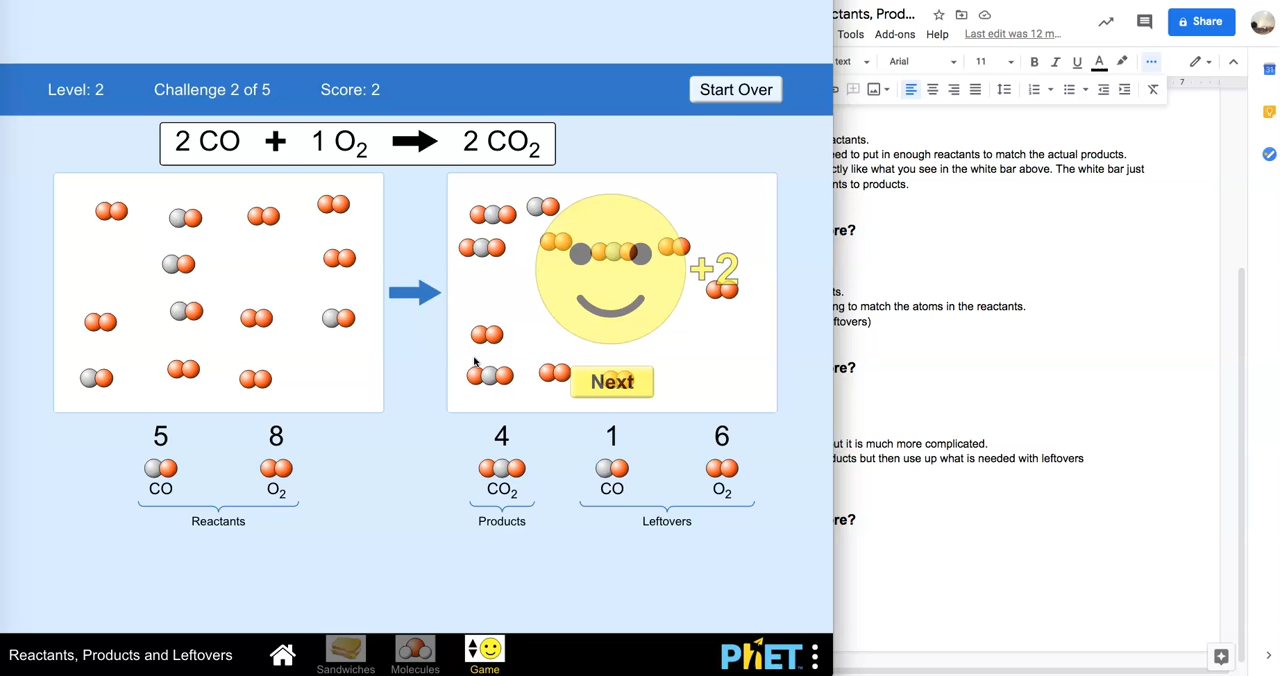 ctants, Prod...
Share
Tools Add-ons Help Last edit was 12 m...
text Arial 11 B I U A
7
Level: 2 Challenge 2 of 5 Score: 2 Start Over
2 CO + 1 O₂ → 2 CO₂
actants.
ed to put in enough reactants to match the actual products.
ctly like what you see in the white bar above. The white bar just
nts to products.
re?
ts.
ng to match the atoms in the reactants.
ftovers)
re?
ut it is much more complicated.
ducts but then use up what is needed with leftovers
re?
+2
Next
5 8 4 1 6
CO O₂ CO₂ CO O₂
Reactants Products Leftovers
Reactants, Products and Leftovers
Sandwiches Molecules Game
PhET
31